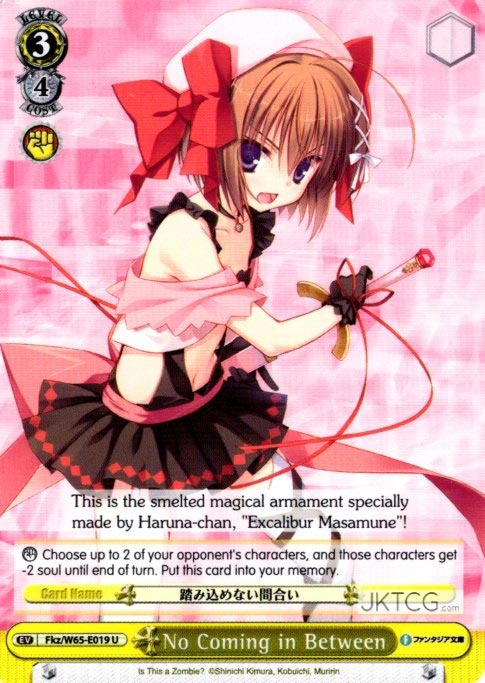 LEVEL
3
4
COST
This is the smelted magical armament specially
made by Haruna-chan, "Excalibur Masamune"!
Choose up to 2 of your opponent's characters, and those characters get
-2 soul until end of turn. Put this card into your memory.
Card Name
踏み込めない間合い
JKTCG.com
EV
Fkz/W65-E019 U
No Coming in Between
ファンタジア文庫
Is This a Zombie? ©Shinichi Kimura, Kobuichi, Muririn